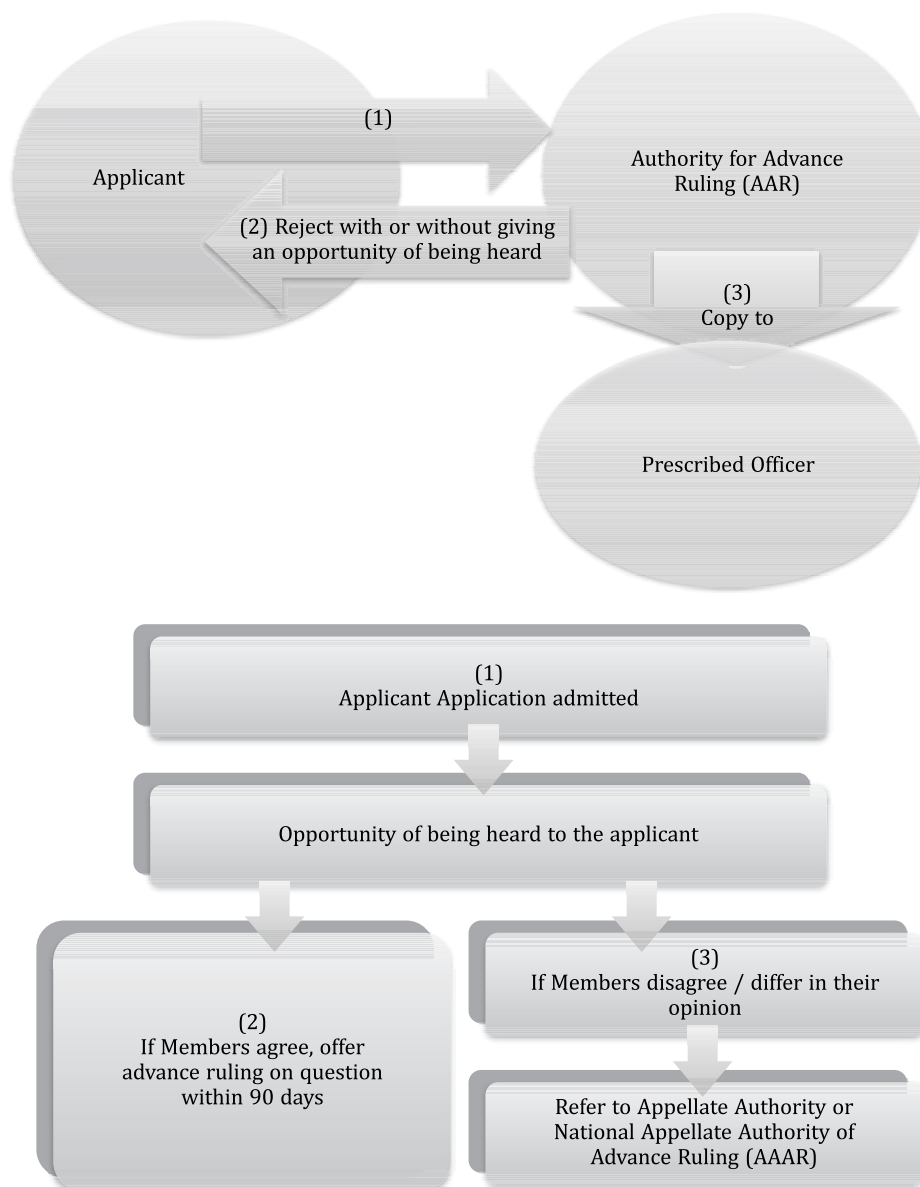 (1)
Applicant
Authority for Advance
Ruling (AAR)
(2) Reject with or without giving
an opportunity of being heard
(3)
Copy to
Prescribed Officer
(1)
Applicant Application admitted
Opportunity of being heard to the applicant
(2)
If Members agree, offer
advance ruling on question
within 90 days
(3)
If Members disagree / differ in their
opinion
Refer to Appellate Authority or
National Appellate Authority of
Advance Ruling (AAAR)